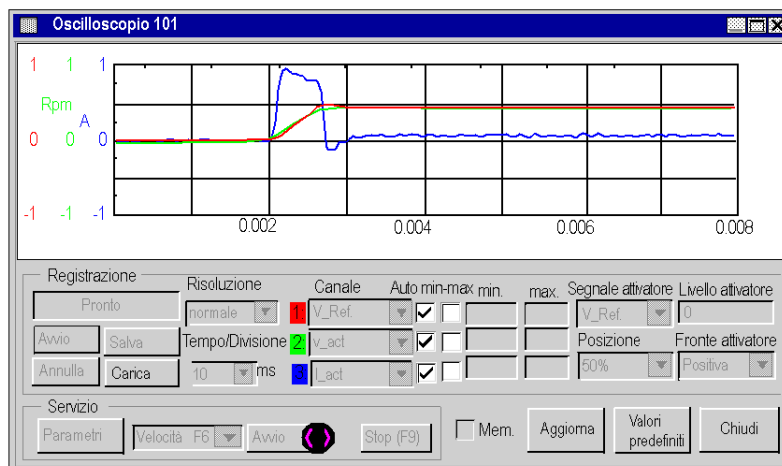 Oscilloscopio 101
1 1 1
Rpm
A
0 0 0
-1 -1 -1
0.002 0.004 0.006 0.008
Registrazione
Pronto
Avvio Salva
Annulla Carica
Risoluzione
normale
Tempo/Divisione
10 ms
Canale Auto min-max min. max.
1: V_Ref.
2: v_act
3: I_act
Segnale attivatore Livello attivatore
V_Ref. 0
Posizione Fronte attivatore
50% Positiva
Servizio
Parametri Velocità F6 Avvio Stop (F9)
Mem. Aggiorna Valori predefiniti Chiudi